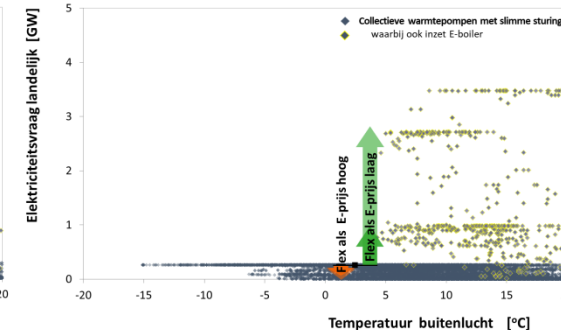 5
Collectieve warmtepompen met slimme sturing
waarbij ook inzet E-boiler
4
3
2
1
0
Elektriciteitsvraag landelijk [GW]
Flex als E-prijs hoog
Flex als E-prijs laag
20
-20
-15
-10
-5
0
5
10
15
Temperatuur buitenlucht [°C]